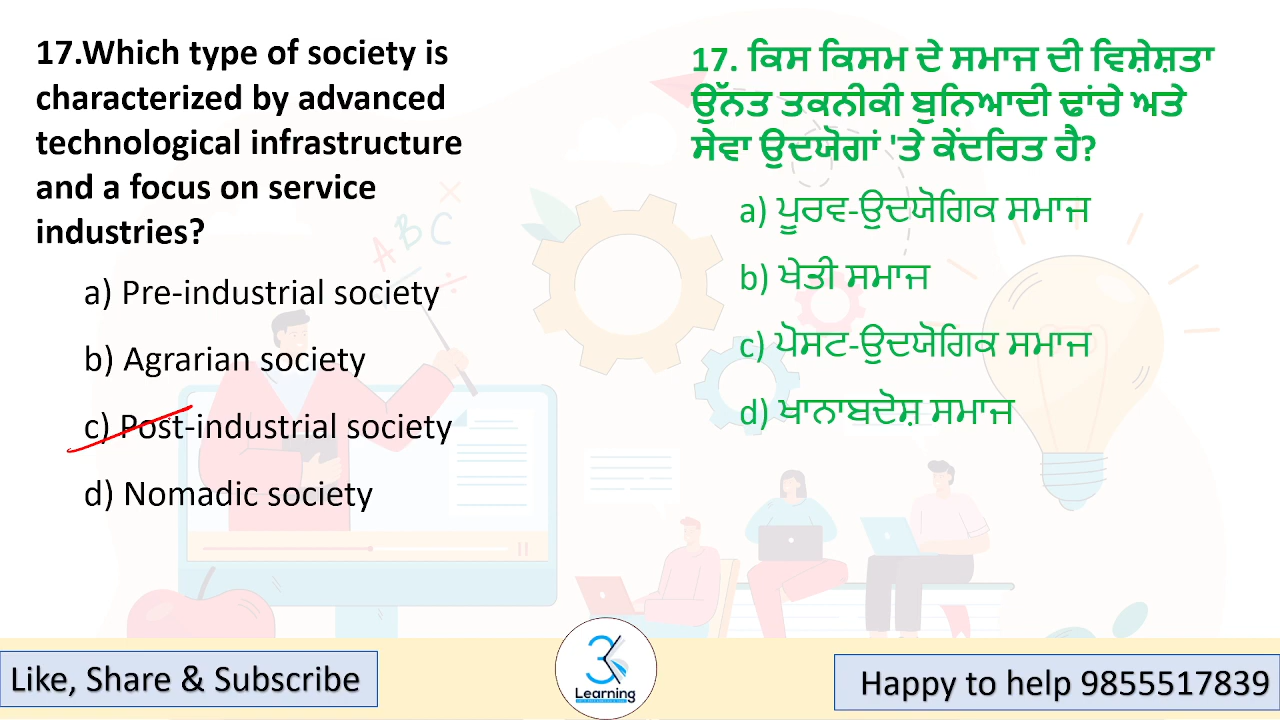 17.Which type of society is
characterized by advanced
technological infrastructure
and a focus on service
industries?
a) Pre-industrial society
b) Agrarian society
c) Post-industrial society
d) Nomadic society
17. ਕਿਸ ਕਿਸਮ ਦੇ ਸਮਾਜ ਦੀ ਵਿਸ਼ੇਸ਼ਤਾ
ਉੱਨਤ ਤਕਨੀਕੀ ਬੁਨਿਆਦੀ ਢਾਂਚੇ ਅਤੇ
ਸੇਵਾ ਉਦਯੋਗਾਂ 'ਤੇ ਕੇਂਦਰਿਤ ਹੈ?
a) ਪੂਰਵ-ਉਦਯੋਗਿਕ ਸਮਾਜ
b) ਖੇਤੀ ਸਮਾਜ
c) ਪੋਸਟ-ਉਦਯੋਗਿਕ ਸਮਾਜ
d) ਖਾਨਾਬਦੋਸ਼ ਸਮਾਜ
A B C
Like, Share & Subscribe
3
Learning
Happy to help 9855517839